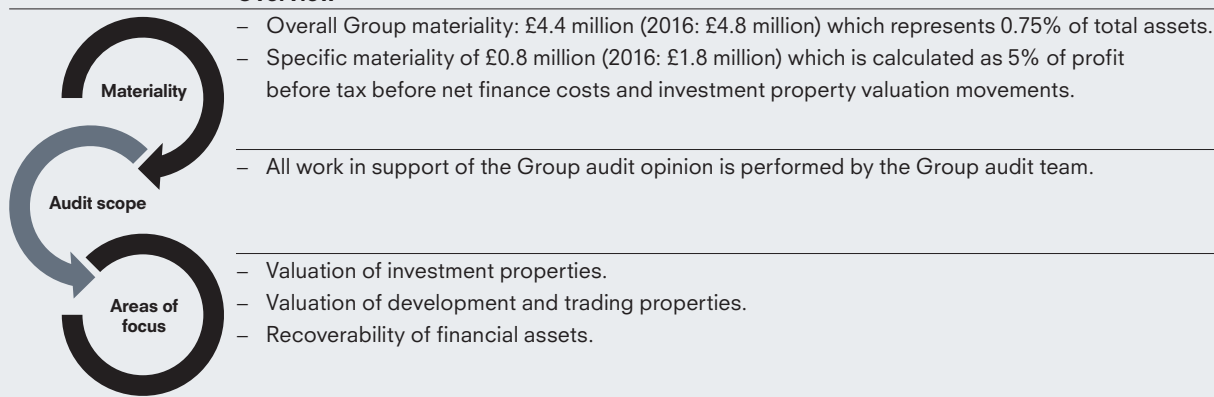 Overview
Materiality
– Overall Group materiality: £4.4 million (2016: £4.8 million) which represents 0.75% of total assets.
– Specific materiality of £0.8 million (2016: £1.8 million) which is calculated as 5% of profit
before tax before net finance costs and investment property valuation movements.
Audit scope
– All work in support of the Group audit opinion is performed by the Group audit team.
Areas of
focus
– Valuation of investment properties.
– Valuation of development and trading properties.
– Recoverability of financial assets.